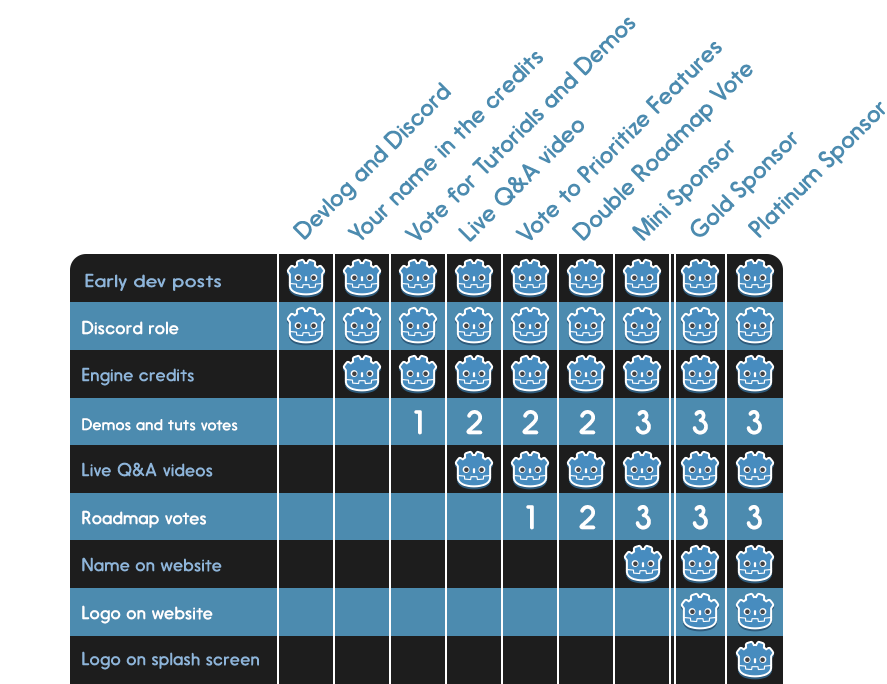 Devlog and Discord
Your name in the credits
Vote for Tutorials and Demos
Live Q&A video
Vote to Prioritize Features
Double Roadmap Vote
Mini Sponsor
Gold Sponsor
Platinum Sponsor
Early dev posts
Discord role
Engine credits
Demos and tuts votes 1 2 2 2 3 3 3
Live Q&A videos
Roadmap votes 1 2 3 3 3
Name on website
Logo on website
Logo on splash screen